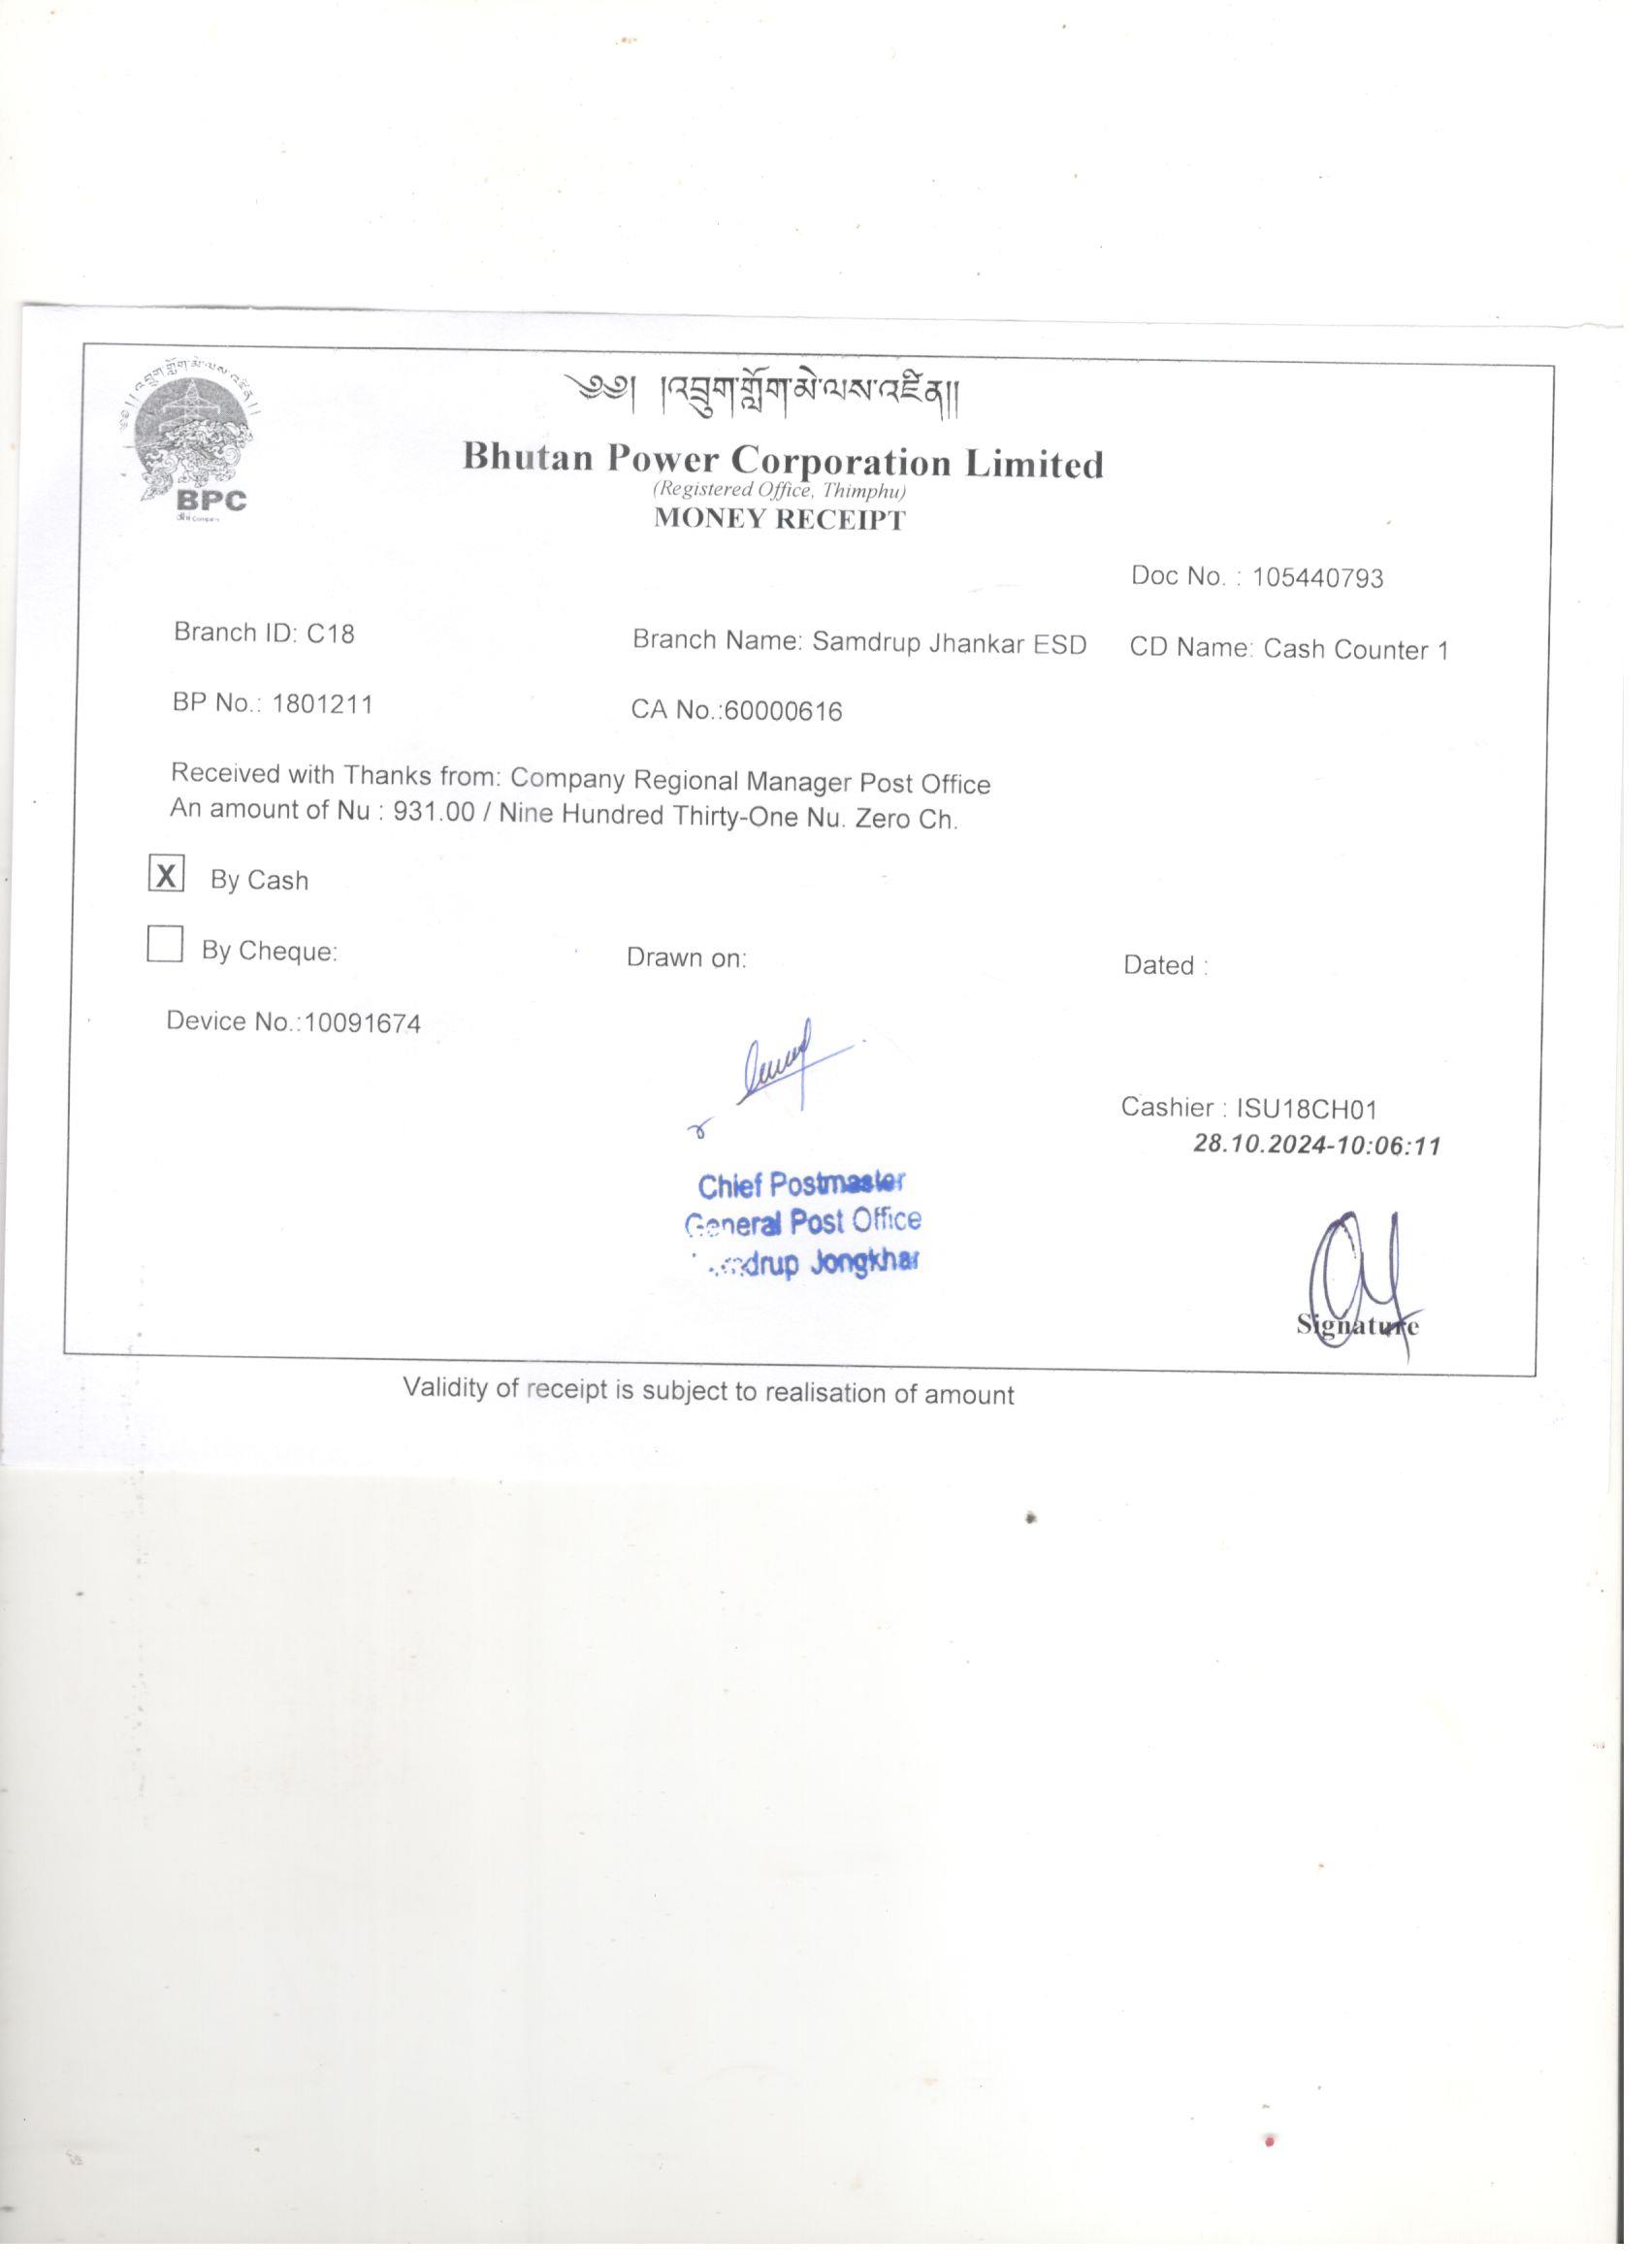 ༄༅། །འབྲུག་གློག་མེ་ལས་འཛིན།།
BPC
Bhutan Power Corporation Limited
(Registered Office, Thimphu)
MONEY RECEIPT
Doc No. : 105440793
Branch ID: C18 Branch Name: Samdrup Jhankar ESD CD Name: Cash Counter 1
BP No.: 1801211 CA No.:60000616
Received with Thanks from: Company Regional Manager Post Office
An amount of Nu : 931.00 / Nine Hundred Thirty-One Nu. Zero Ch.
X By Cash
By Cheque: Drawn on: Dated :
Device No.:10091674
Cashier : ISU18CH01
28.10.2024-10:06:11
Chief Postmaster
General Post Office
Jongkhar
Signature
Validity of receipt is subject to realisation of amount